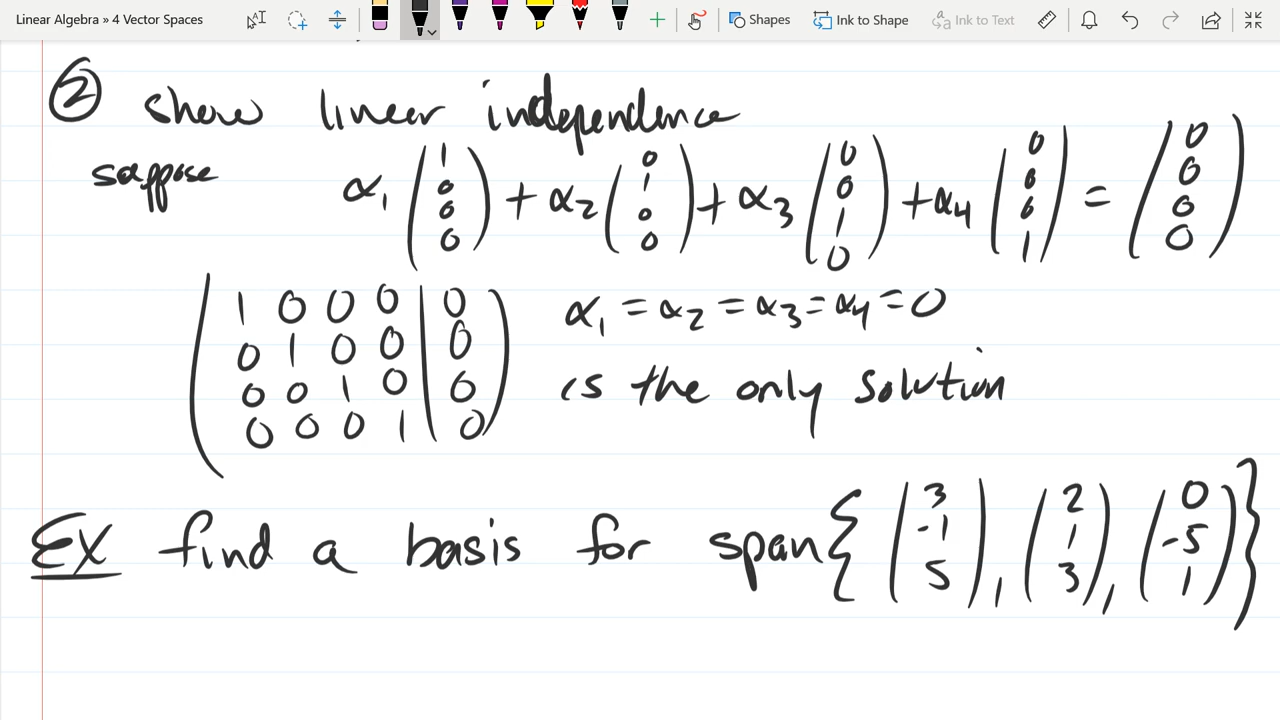 Linear Algebra » 4 Vector Spaces Shapes Ink to Shape Ink to Text
② show linear independence
suppose α₁ (1 0 0 0) + α₂ (0 1 0 0) + α₃ (0 0 1 0) + α₄ (0 0 0 1) = (0 0 0 0)
( 1 0 0 0 | 0 ) α₁ = α₂ = α₃ = α₄ = 0
0 1 0 0 | 0
0 0 1 0 | 0 is the only solution
0 0 0 1 | 0
Ex find a basis for span{ (3 -1 5), (2 1 3), (0 -5 1) }